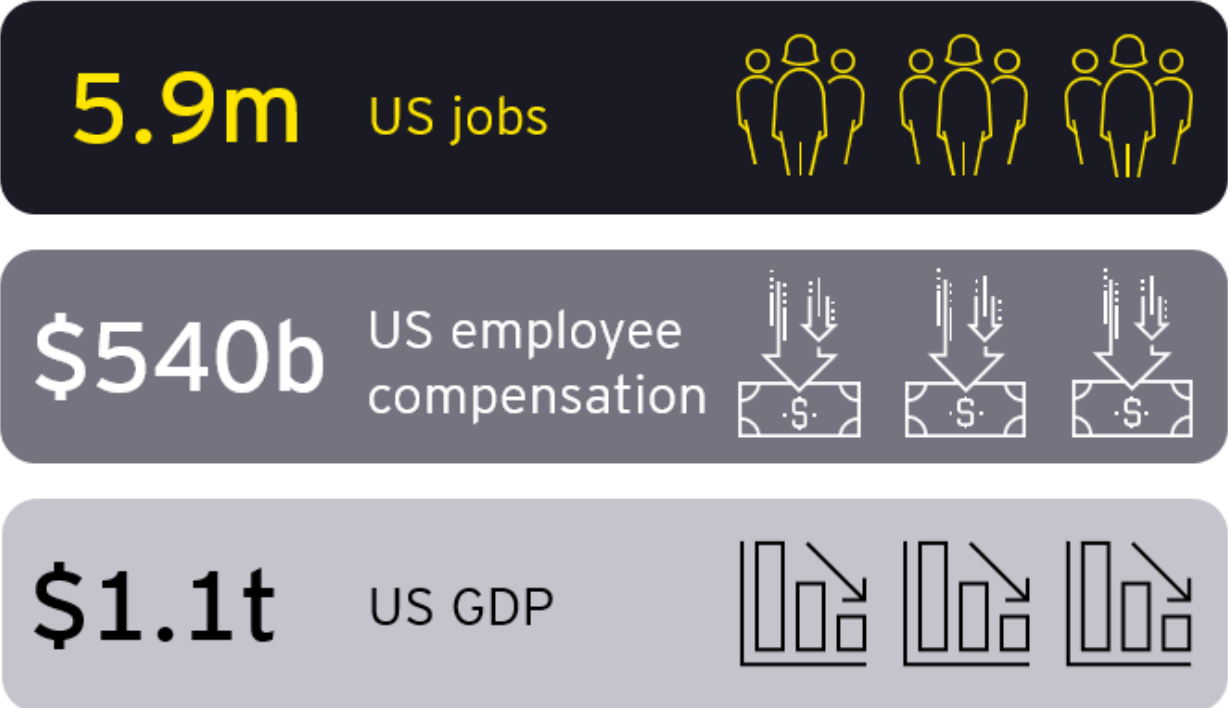 5.9m US jobs
$540b US employee
compensation
·$· ·$· ·$·
$1.1t US GDP